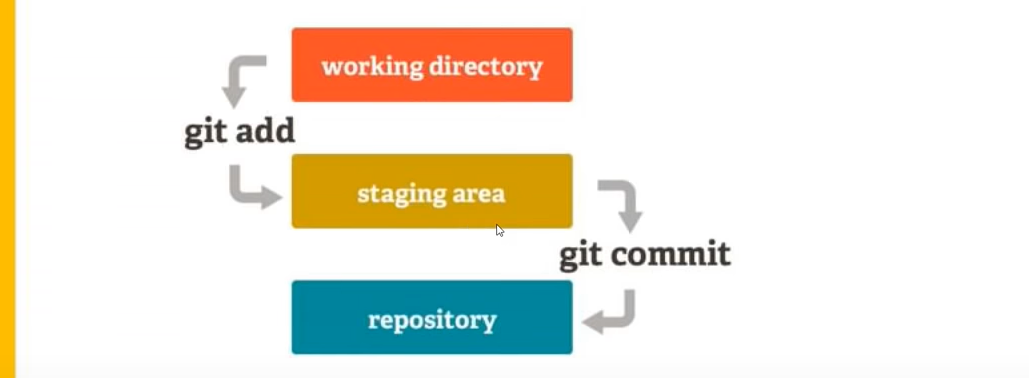 working directory
git add
staging area
git commit
repository